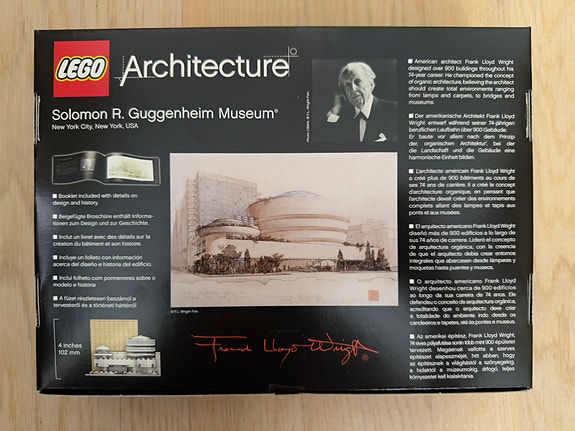 LEGO Architecture
Solomon R. Guggenheim Museum®
New York City, New York, USA
Booklet included with details on
design and history.
Beigefügte Broschüre enthält Informa-
tionen zum Design und zur Geschichte.
Inclut un livret avec des détails sur la
création du bâtiment et son histoire.
Incluye un folleto con información
acerca del diseño e historia del edificio.
Inclui folheto com pormenores sobre o
modelo e história
A füzet részletesen beszámol a
tervezésről és a történeti háttérről
4 inches
102 mm
© F.L. Wright Fdn.
Frank Lloyd Wright®
American architect Frank Lloyd Wright
designed over 900 buildings throughout his
74-year career. He championed the concept
of organic architecture, believing the architect
should create total environments ranging
from lamps and carpets, to bridges and
museums.
Der amerikanische Architekt Frank Lloyd
Wright entwarf während seiner 74-jährigen
beruflichen Laufbahn über 900 Gebäude.
Er baute vor allem nach dem Prinzip
der ‚organischen Architektur', bei der
die Landschaft und die Gebäude eine
harmonische Einheit bilden.
L'architecte américain Frank Lloyd Wright
a créé plus de 900 bâtiments au cours de
ses 74 ans de carrière. Il a créé le concept
d'architecture organique, en pensant que
l'architecte devait créer des environnements
complets allant des lampes et tapis aux
ponts et aux musées.
El arquitecto americano Frank Lloyd Wright
diseñó más de 900 edificios a lo largo de
sus 74 años de carrera. Lideró el concepto
de arquitectura orgánica, con la creencia
de que el arquitecto debía crear entornos
integrales que abarcasen desde lámparas y
moquetas hasta puentes y museos.
O arquitecto americano Frank Lloyd
Wright desenhou cerca de 900 edifícios
ao longo da sua carreira de 74 anos. Ele
defendeu o conceito de arquitectura orgânica,
acreditando que o arquitecto deve criar
a totalidade do ambiente indo desde os
candeeiros e tapetes, até às pontes e museus.
Az amerikai építész, Frank Lloyd Wright,
74 éves pályafutása során több mint 900 épületet
tervezett. Magáénak vallotta a szerves
építészet alapeszméjét, hitt abban, hogy
az építésznek a világítástól a szőnyegekig,
a hidaktól a múzeumokig, átfogó, teljes
környezetet kell kialakítania.